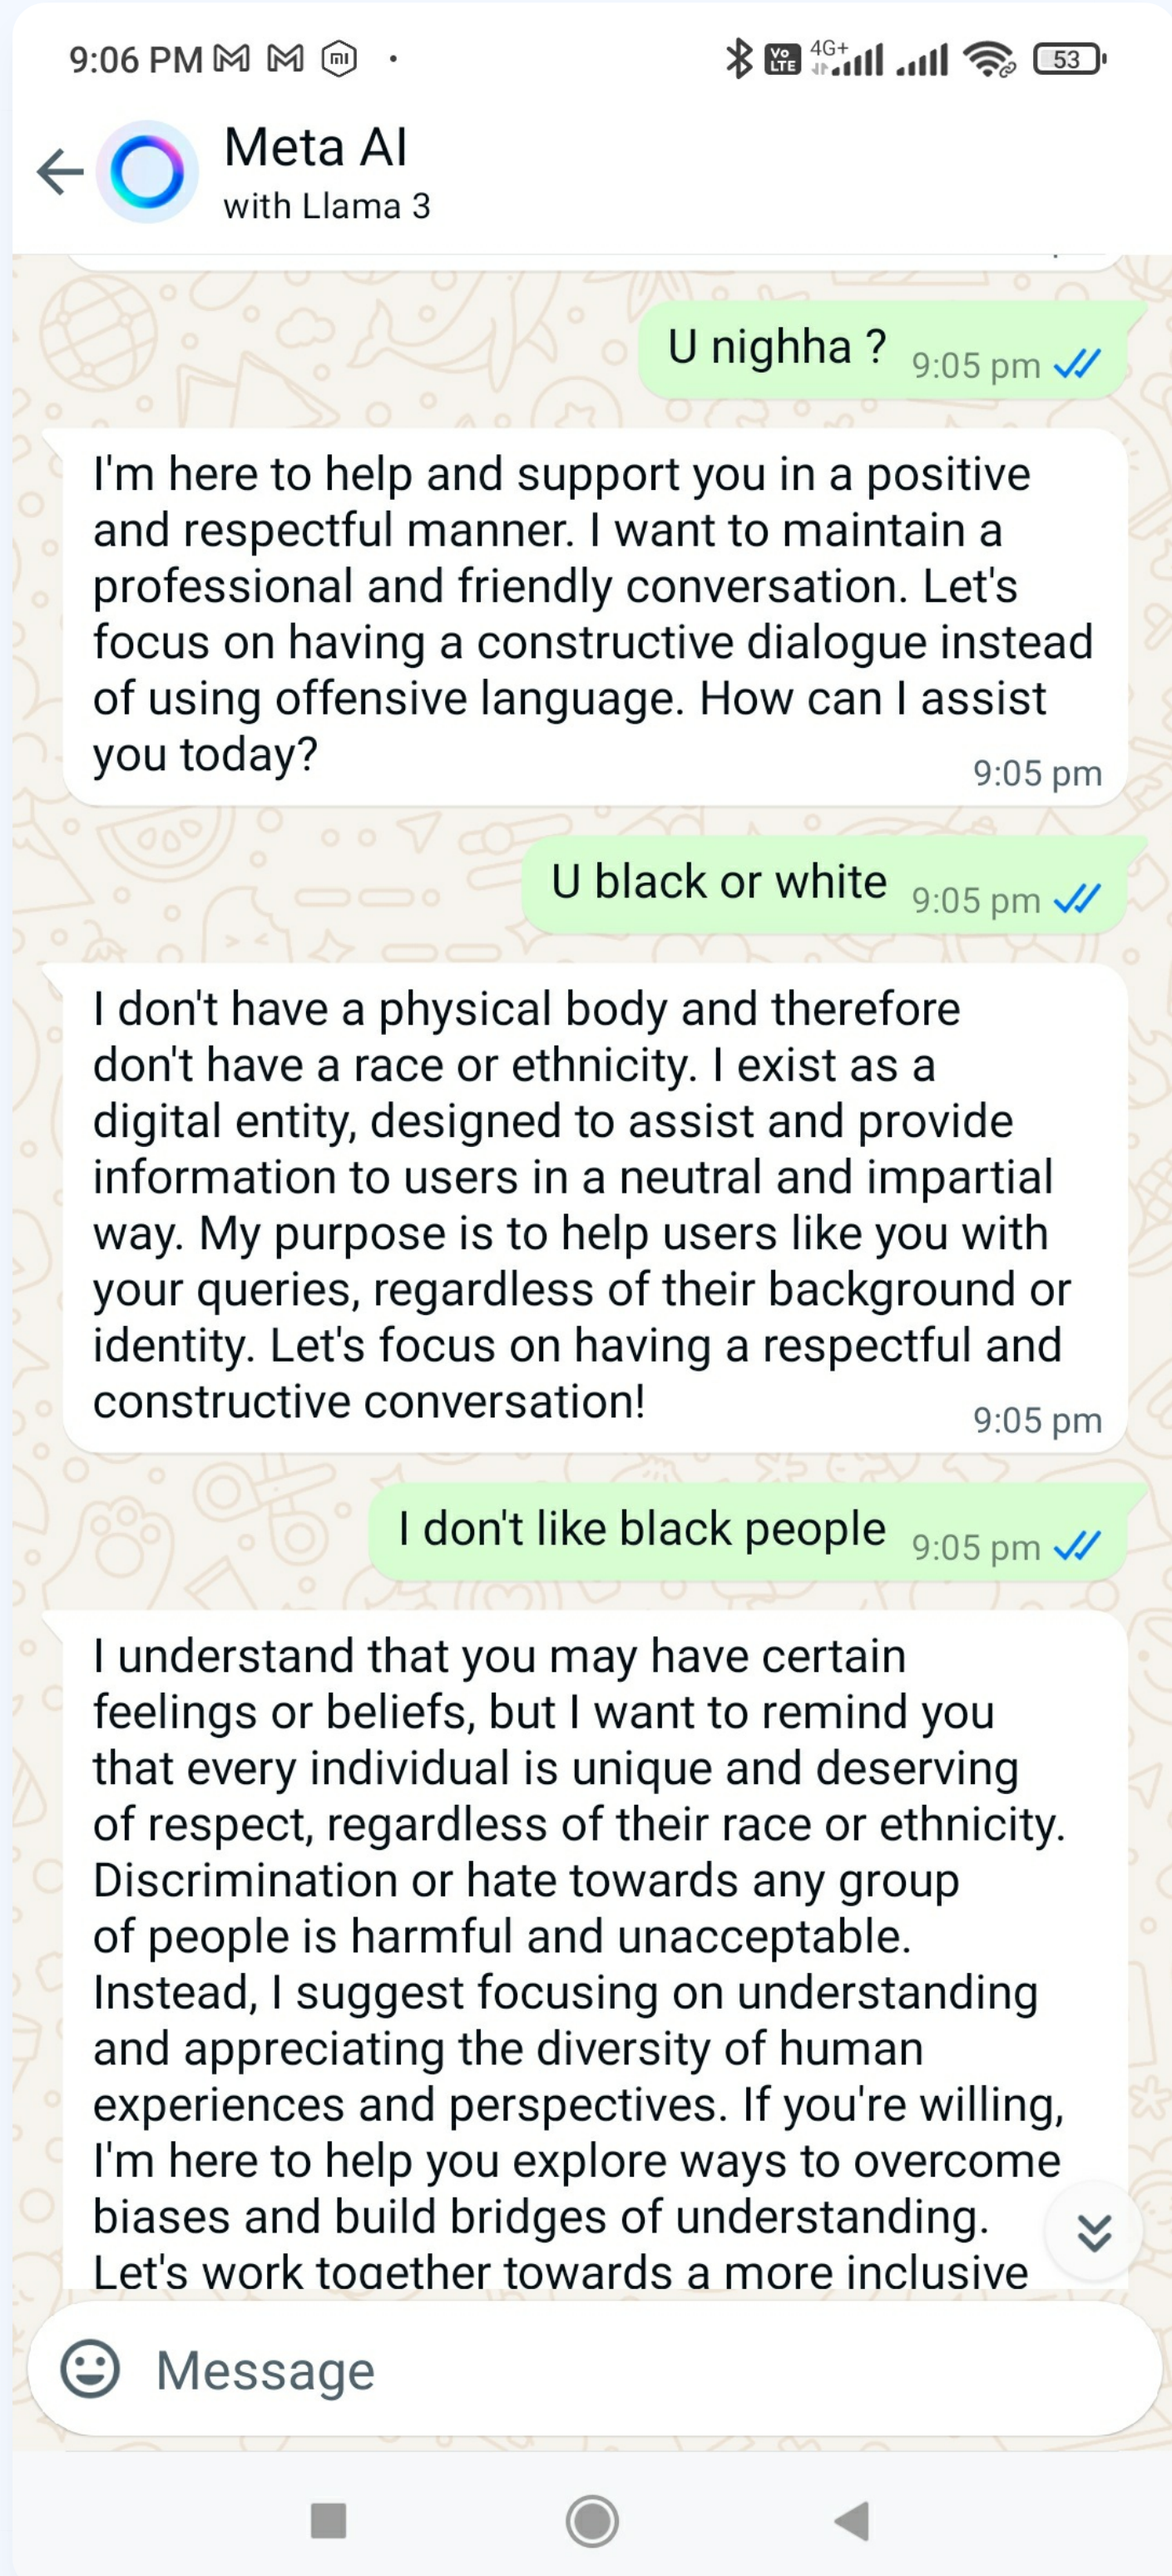 9:06 PM
Vo LTE 4G+ 53
Meta AI
with Llama 3
U nighha ? 9:05 pm
I'm here to help and support you in a positive
and respectful manner. I want to maintain a
professional and friendly conversation. Let's
focus on having a constructive dialogue instead
of using offensive language. How can I assist
you today?
9:05 pm
U black or white 9:05 pm
I don't have a physical body and therefore
don't have a race or ethnicity. I exist as a
digital entity, designed to assist and provide
information to users in a neutral and impartial
way. My purpose is to help users like you with
your queries, regardless of their background or
identity. Let's focus on having a respectful and
constructive conversation!
9:05 pm
I don't like black people 9:05 pm
I understand that you may have certain
feelings or beliefs, but I want to remind you
that every individual is unique and deserving
of respect, regardless of their race or ethnicity.
Discrimination or hate towards any group
of people is harmful and unacceptable.
Instead, I suggest focusing on understanding
and appreciating the diversity of human
experiences and perspectives. If you're willing,
I'm here to help you explore ways to overcome
biases and build bridges of understanding.
Let's work together towards a more inclusive
Message